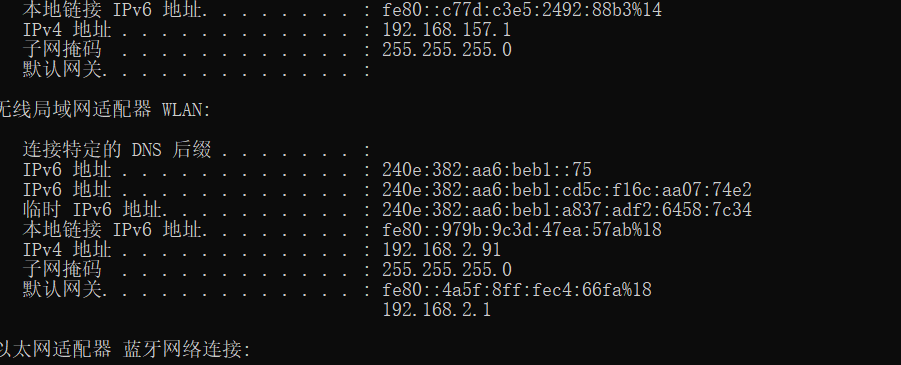 本地链接 IPv6 地址. . . . . . . . : fe80::c77d:c3e5:2492:88b3%14
IPv4 地址 . . . . . . . . . . . . : 192.168.157.1
子网掩码  . . . . . . . . . . . . : 255.255.255.0
默认网关. . . . . . . . . . . . . :
无线局域网适配器 WLAN:
连接特定的 DNS 后缀 . . . . . . . :
IPv6 地址 . . . . . . . . . . . . : 240e:382:aa6:beb1::75
IPv6 地址 . . . . . . . . . . . . : 240e:382:aa6:beb1:cd5c:f16c:aa07:74e2
临时 IPv6 地址. . . . . . . . . . : 240e:382:aa6:beb1:a837:adf2:6458:7c34
本地链接 IPv6 地址. . . . . . . . : fe80::979b:9c3d:47ea:57ab%18
IPv4 地址 . . . . . . . . . . . . : 192.168.2.91
子网掩码  . . . . . . . . . . . . : 255.255.255.0
默认网关. . . . . . . . . . . . . : fe80::4a5f:8ff:fec4:66fa%18
192.168.2.1
以太网适配器 蓝牙网络连接: